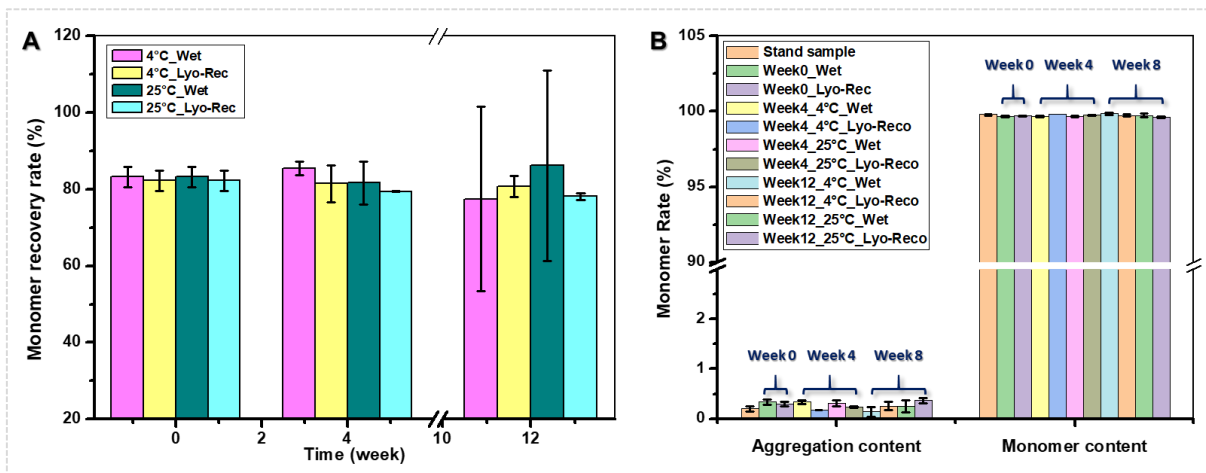 A
120
100
80
60
40
20
Monomer recovery rate (%)
4°C_Wet
4°C_Lyo-Rec
25°C_Wet
25°C_Lyo-Rec
0
2
4
10
12
Time (week)
B
105
100
95
90
2
1
0
Monomer Rate (%)
Stand sample
Week0_Wet
Week0_Lyo-Rec
Week4_4°C_Wet
Week4_4°C_Lyo-Reco
Week4_25°C_Wet
Week4_25°C_Lyo-Reco
Week12_4°C_Wet
Week12_4°C_Lyo-Reco
Week12_25°C_Wet
Week12_25°C_Lyo-Reco
Week 0 Week 4 Week 8
Week 0 Week 4 Week 8
Aggregation content
Monomer content